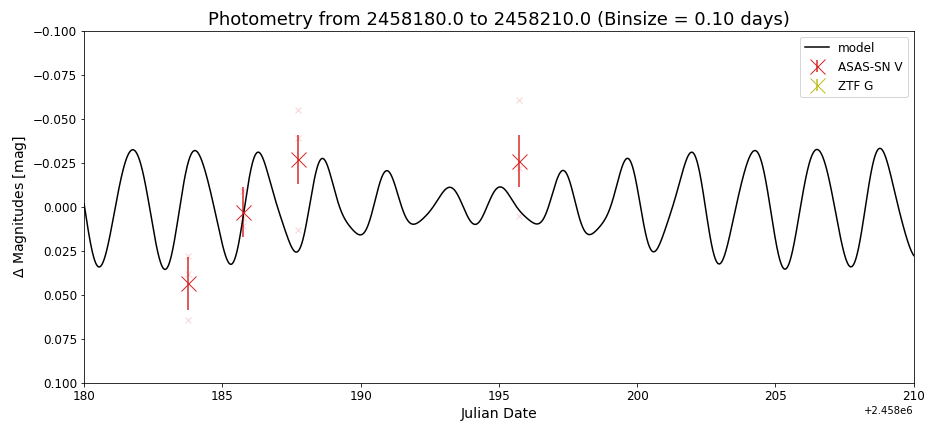 Photometry from 2458180.0 to 2458210.0 (Binsize = 0.10 days)
model
ASAS-SN V
ZTF G
Δ Magnitudes [mag]
−0.100
−0.075
−0.050
−0.025
0.000
0.025
0.050
0.075
0.100
180 185 190 195 200 205 210
+2.458e6
Julian Date